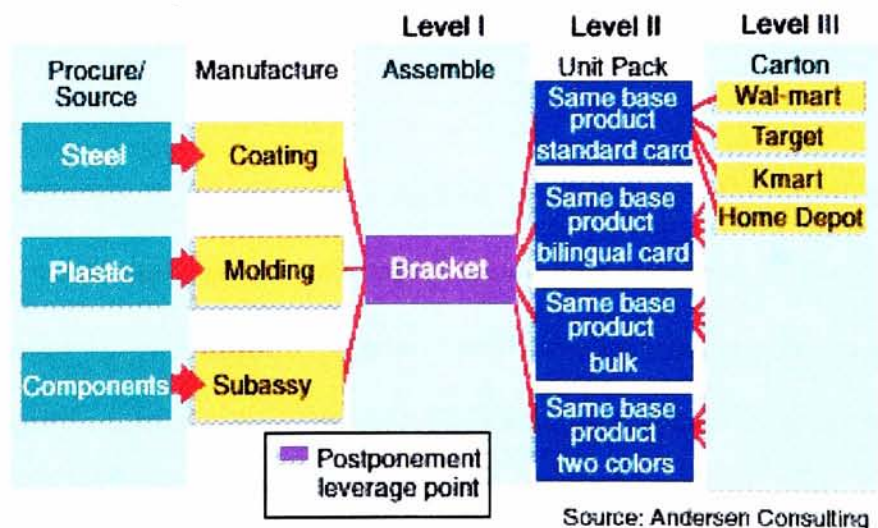 Level I
Level II
Level III
Procure/
Source
Manufacture
Assemble
Unit Pack
Carton
Steel
Coating
Plastic
Molding
Components
Subassy
Bracket
Same base
product
standard card
Same base
product
bilingual card
Same base
product
bulk
Same base
product
two colors
Wal-mart
Target
Kmart
Home Depot
Postponement
leverage point
Source: Andersen Consulting